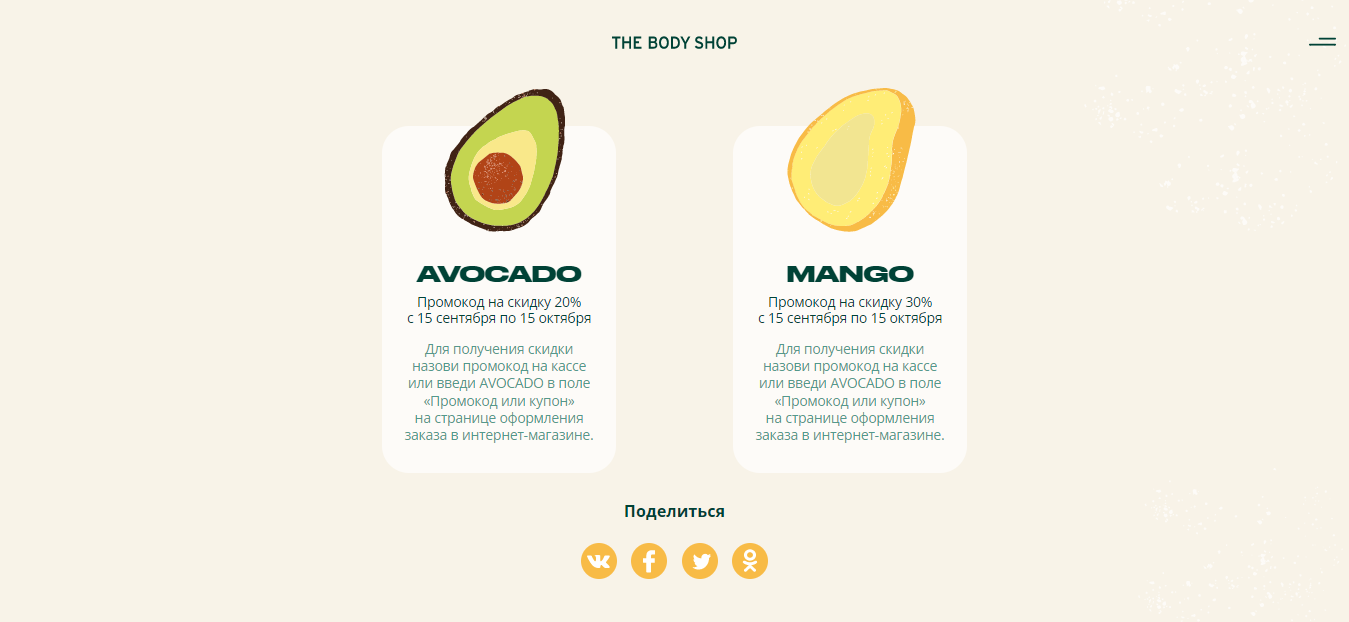 THE BODY SHOP
AVOCADO
Промокод на скидку 20%
с 15 сентября по 15 октября
Для получения скидки
назови промокод на кассе
или введи AVOCADO в поле
«Промокод или купон»
на странице оформления
заказа в интернет-магазине.
MANGO
Промокод на скидку 30%
с 15 сентября по 15 октября
Для получения скидки
назови промокод на кассе
или введи AVOCADO в поле
«Промокод или купон»
на странице оформления
заказа в интернет-магазине.
Поделиться